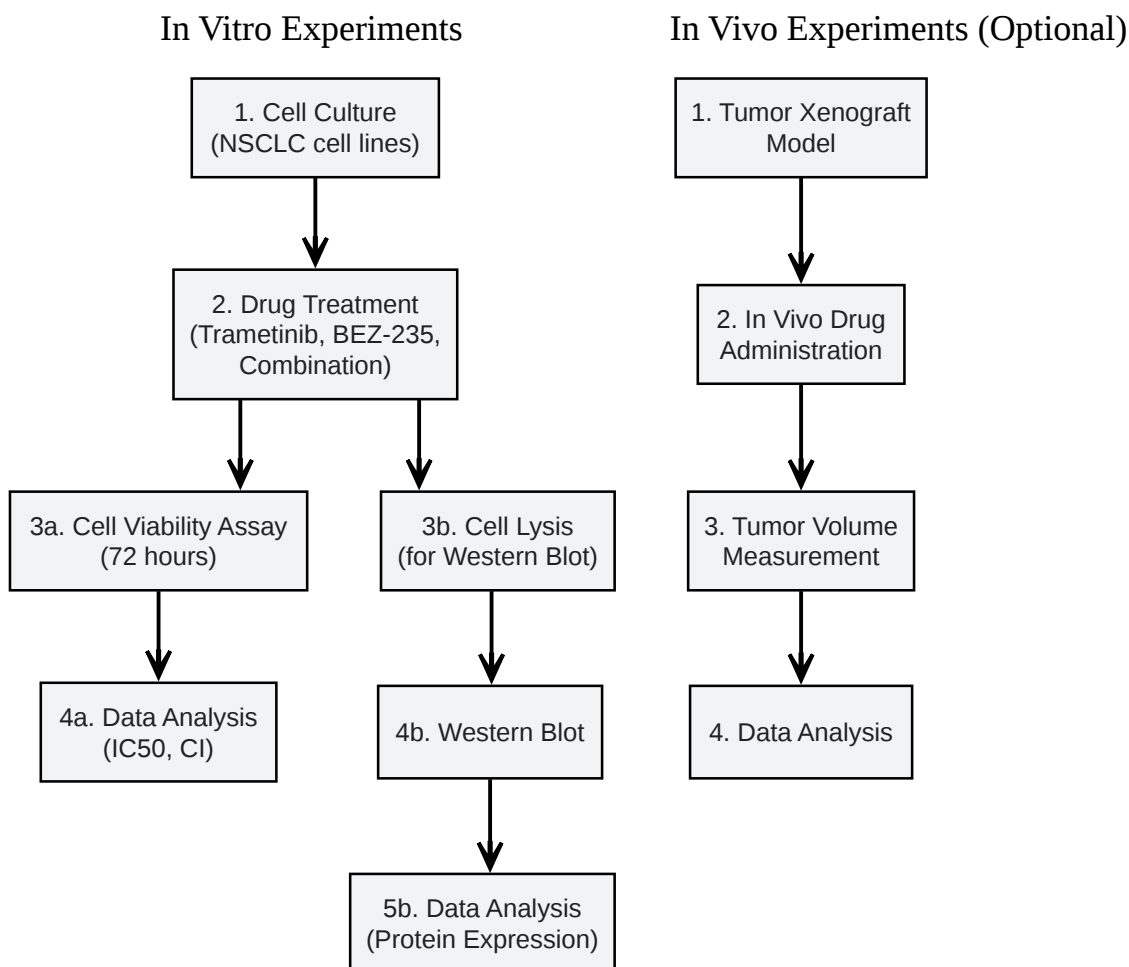 In Vitro Experiments
1. Cell Culture
(NSCLC cell lines)
2. Drug Treatment
(Trametinib, BEZ-235,
Combination)
3a. Cell Viability Assay
(72 hours)
3b. Cell Lysis
(for Western Blot)
4a. Data Analysis
(IC50, CI)
4b. Western Blot
5b. Data Analysis
(Protein Expression)
In Vivo Experiments (Optional)
1. Tumor Xenograft
Model
2. In Vivo Drug
Administration
3. Tumor Volume
Measurement
4. Data Analysis